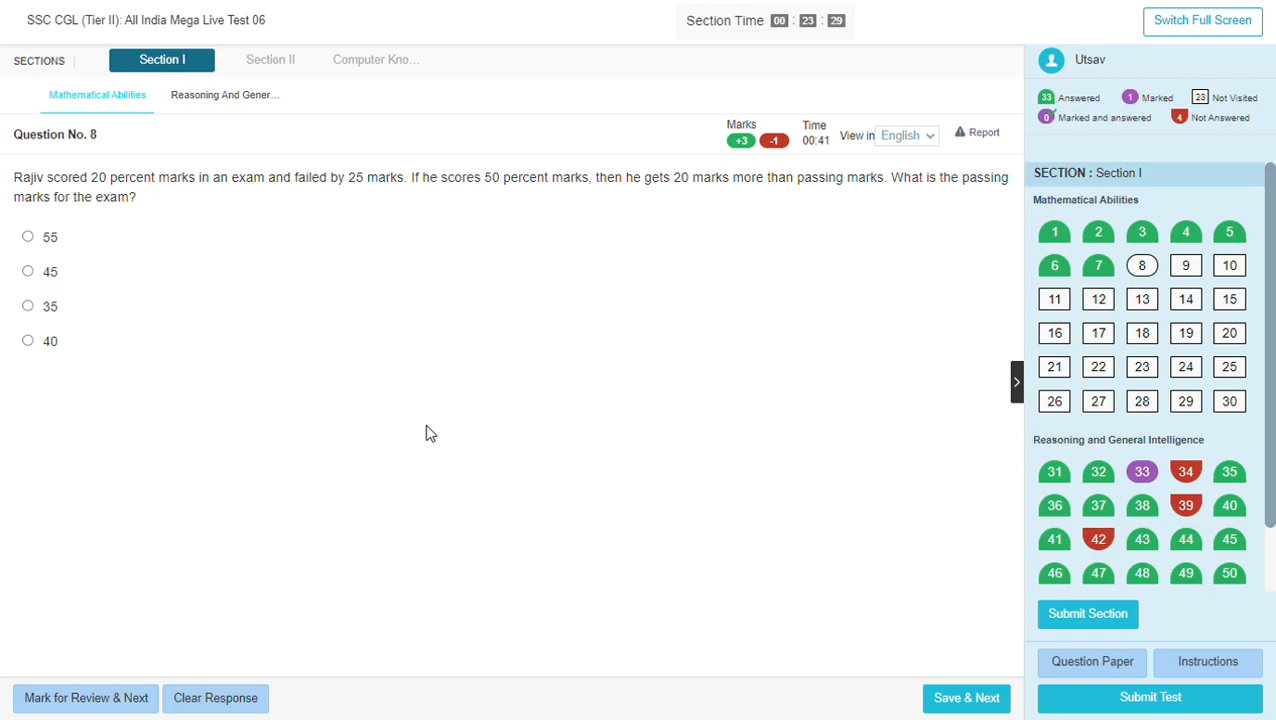 SSC CGL (Tier II): All India Mega Live Test 06
Section Time 00 : 23 : 29
Switch Full Screen
SECTIONS
Section I
Section II
Computer Kno...
Utsav
Mathematical Abilities
Reasoning And Gener...
33 Answered
1 Marked
23 Not Visited
0 Marked and answered
4 Not Answered
Question No. 8
Marks
+3 -1
Time
00:41
View in English
Report
Rajiv scored 20 percent marks in an exam and failed by 25 marks. If he scores 50 percent marks, then he gets 20 marks more than passing marks. What is the passing
marks for the exam?
55
45
35
40
SECTION : Section I
Mathematical Abilities
1 2 3 4 5
6 7 8 9 10
11 12 13 14 15
16 17 18 19 20
21 22 23 24 25
26 27 28 29 30
Reasoning and General Intelligence
31 32 33 34 35
36 37 38 39 40
41 42 43 44 45
46 47 48 49 50
Submit Section
Question Paper
Instructions
Mark for Review & Next
Clear Response
Save & Next
Submit Test